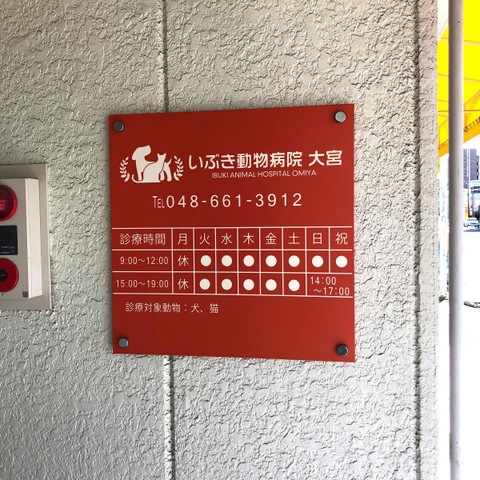 いぶき動物病院 大宮
IBUKI ANIMAL HOSPITAL OMIYA
TEL048-661-3912
診療時間 月 火 水 木 金 土 日 祝
9:00～12:00 休 ● ● ● ● ● ● ●
15:00～19:00 休 ● ● ● ● ● 14:00～17:00
診療対象動物：犬、猫